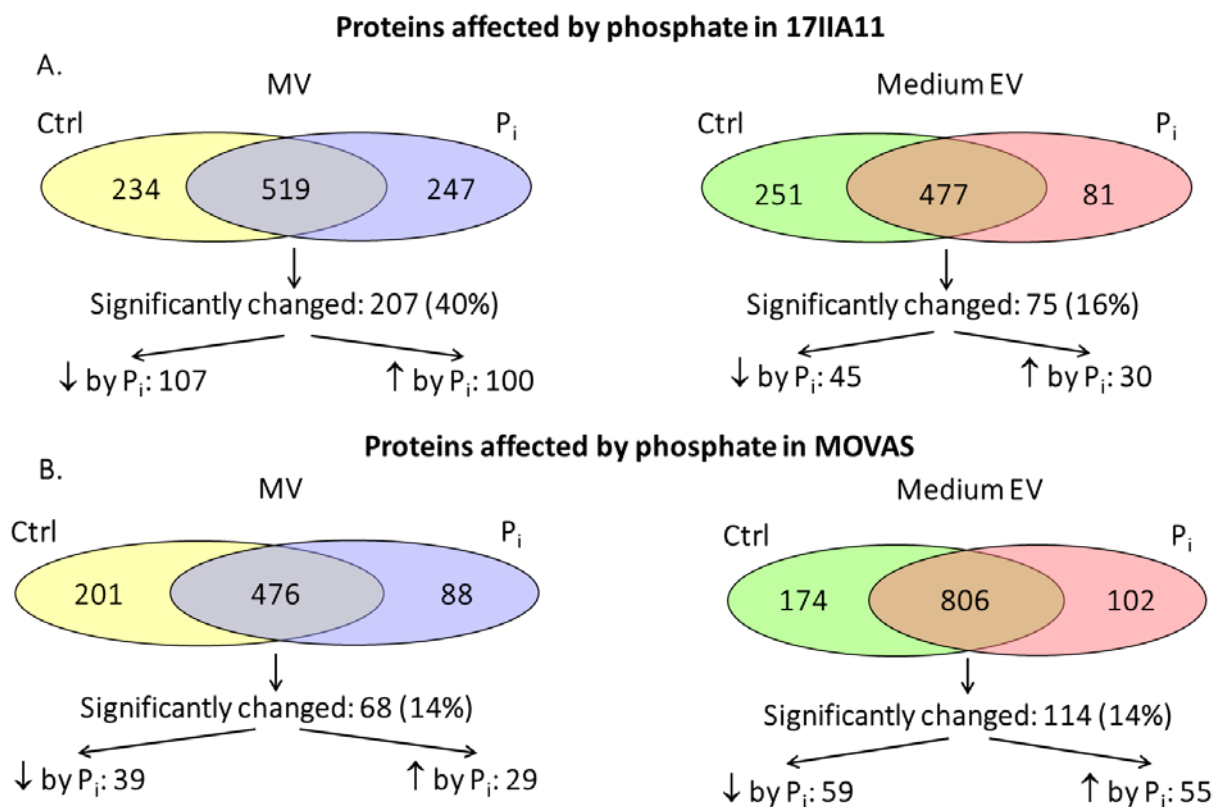 Proteins affected by phosphate in 17IIA11
A.
MV
Medium EV
Ctrl
Pi
Ctrl
Pi
234
519
247
251
477
81
Significantly changed: 207 (40%)
Significantly changed: 75 (16%)
↓ by Pi: 107
↑ by Pi: 100
↓ by Pi: 45
↑ by Pi: 30
Proteins affected by phosphate in MOVAS
B.
MV
Medium EV
Ctrl
Pi
Ctrl
Pi
201
476
88
174
806
102
Significantly changed: 68 (14%)
Significantly changed: 114 (14%)
↓ by Pi: 39
↑ by Pi: 29
↓ by Pi: 59
↑ by Pi: 55